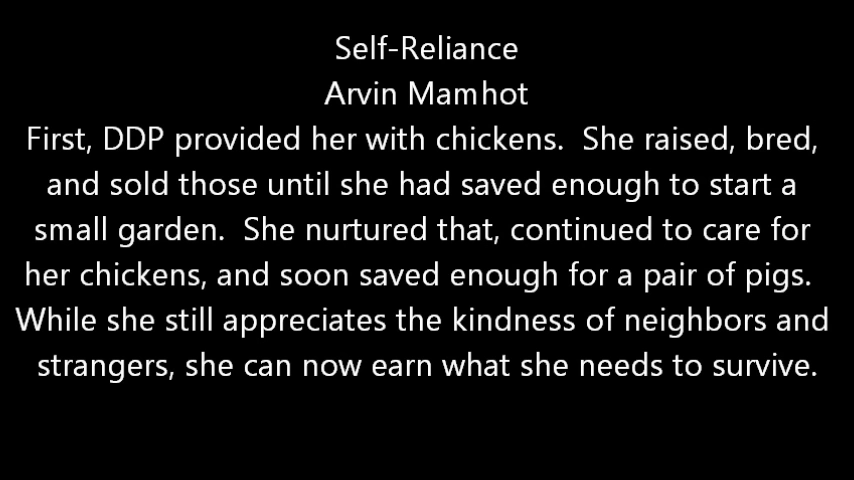 Self-Reliance
Arvin Mamhot
First, DDP provided her with chickens.  She raised, bred,
and sold those until she had saved enough to start a
small garden.  She nurtured that, continued to care for
her chickens, and soon saved enough for a pair of pigs.
While she still appreciates the kindness of neighbors and
strangers, she can now earn what she needs to survive.